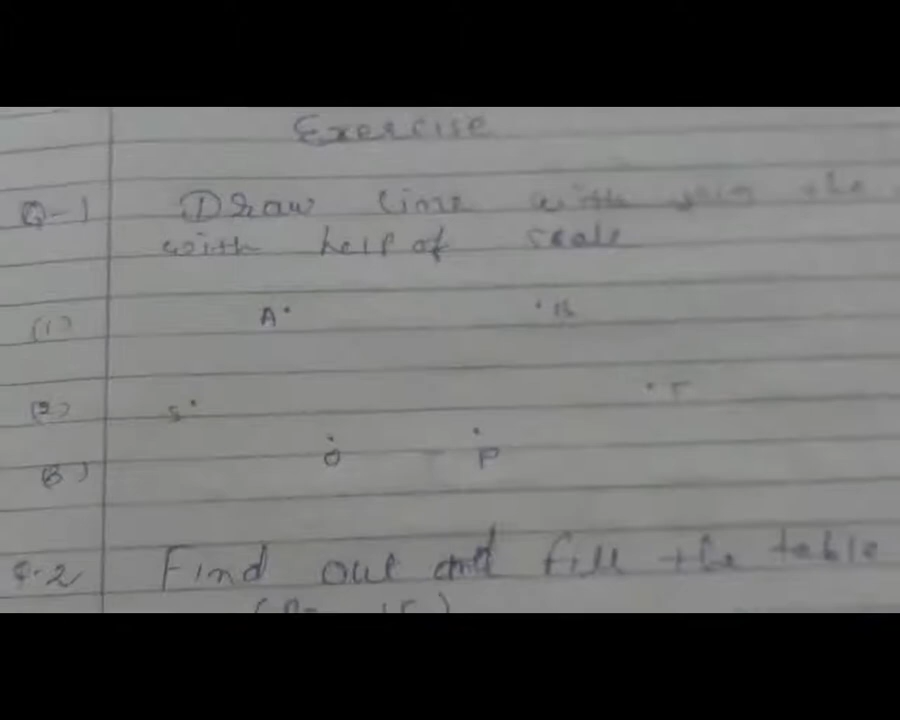 Exercise
Q-1 Draw line with join the
with help of scale
(1) A. .B
(2) S. .T
(3) O P
Q-2 Find out and fill the table